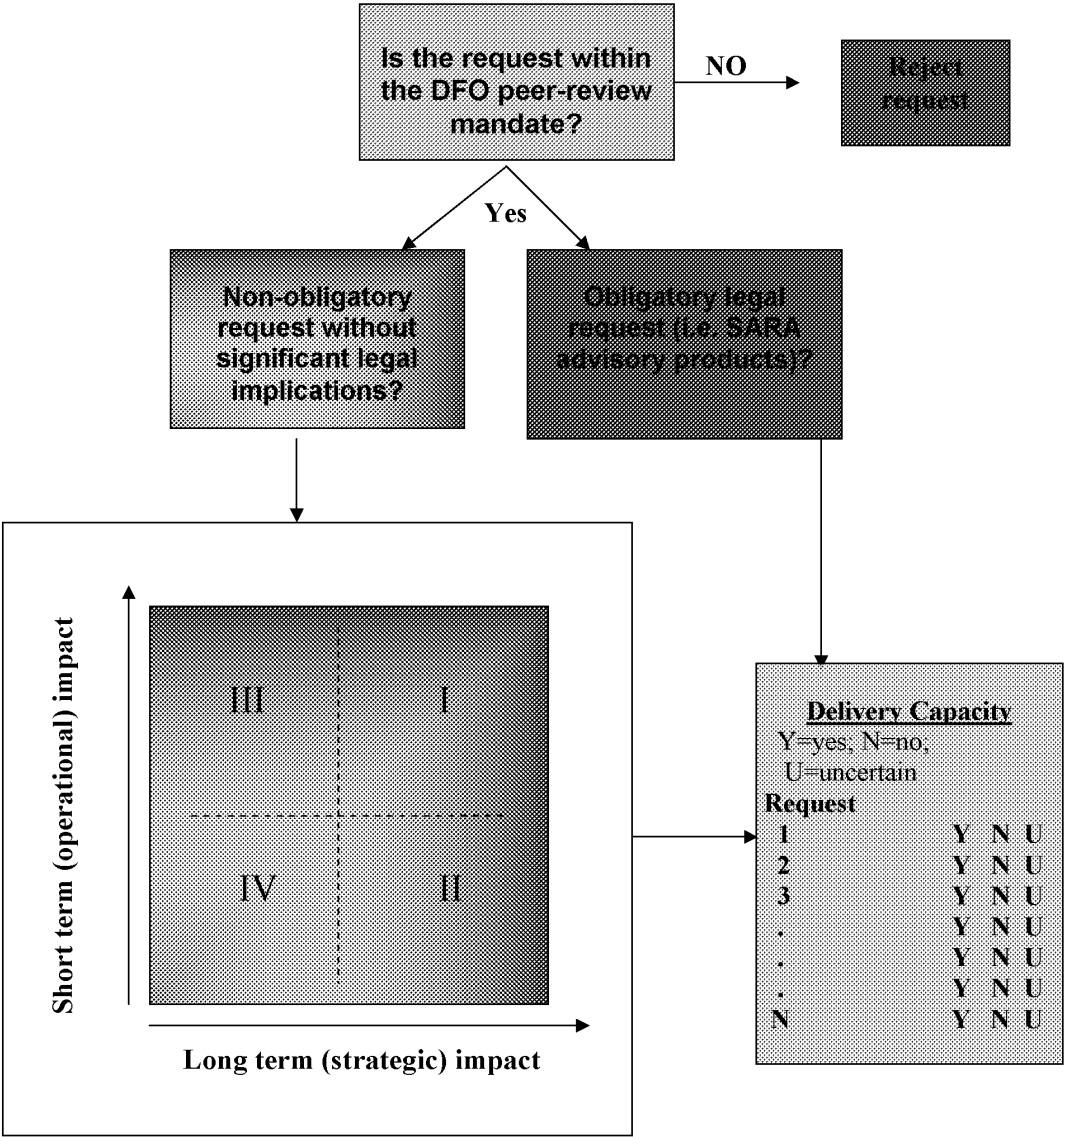 Is the request within
the DFO peer-review
mandate?
NO
Reject
request
Yes
Non-obligatory
request without
significant legal
implications?
Obligatory legal
request (i.e. SARA
advisory products)?
Short term (operational) impact
III
I
IV
II
Long term (strategic) impact
Delivery Capacity
Y=yes; N=no;
U=uncertain
Request
1 Y N U
2 Y N U
3 Y N U
. Y N U
. Y N U
. Y N U
N Y N U